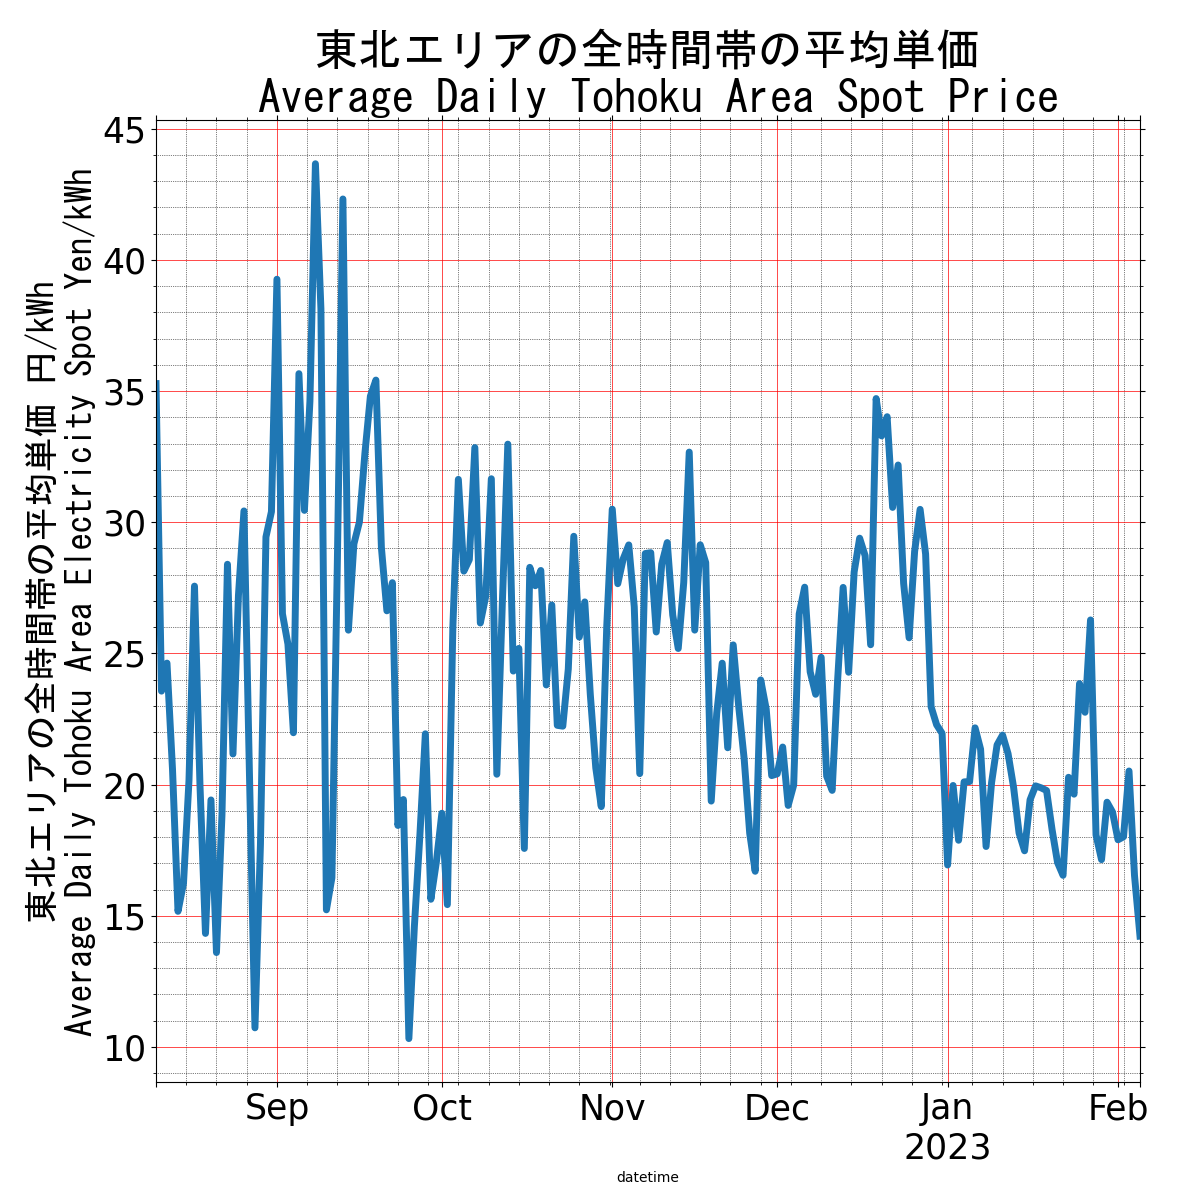 東北エリアの全時間帯の平均単価
Average Daily Tohoku Area Spot Price
東北エリアの全時間帯の平均単価 円/kWh
Average Daily Tohoku Area Electricity Spot Yen/kWh
45
40
35
30
25
20
15
10
Sep Oct Nov Dec Jan Feb
2023
datetime